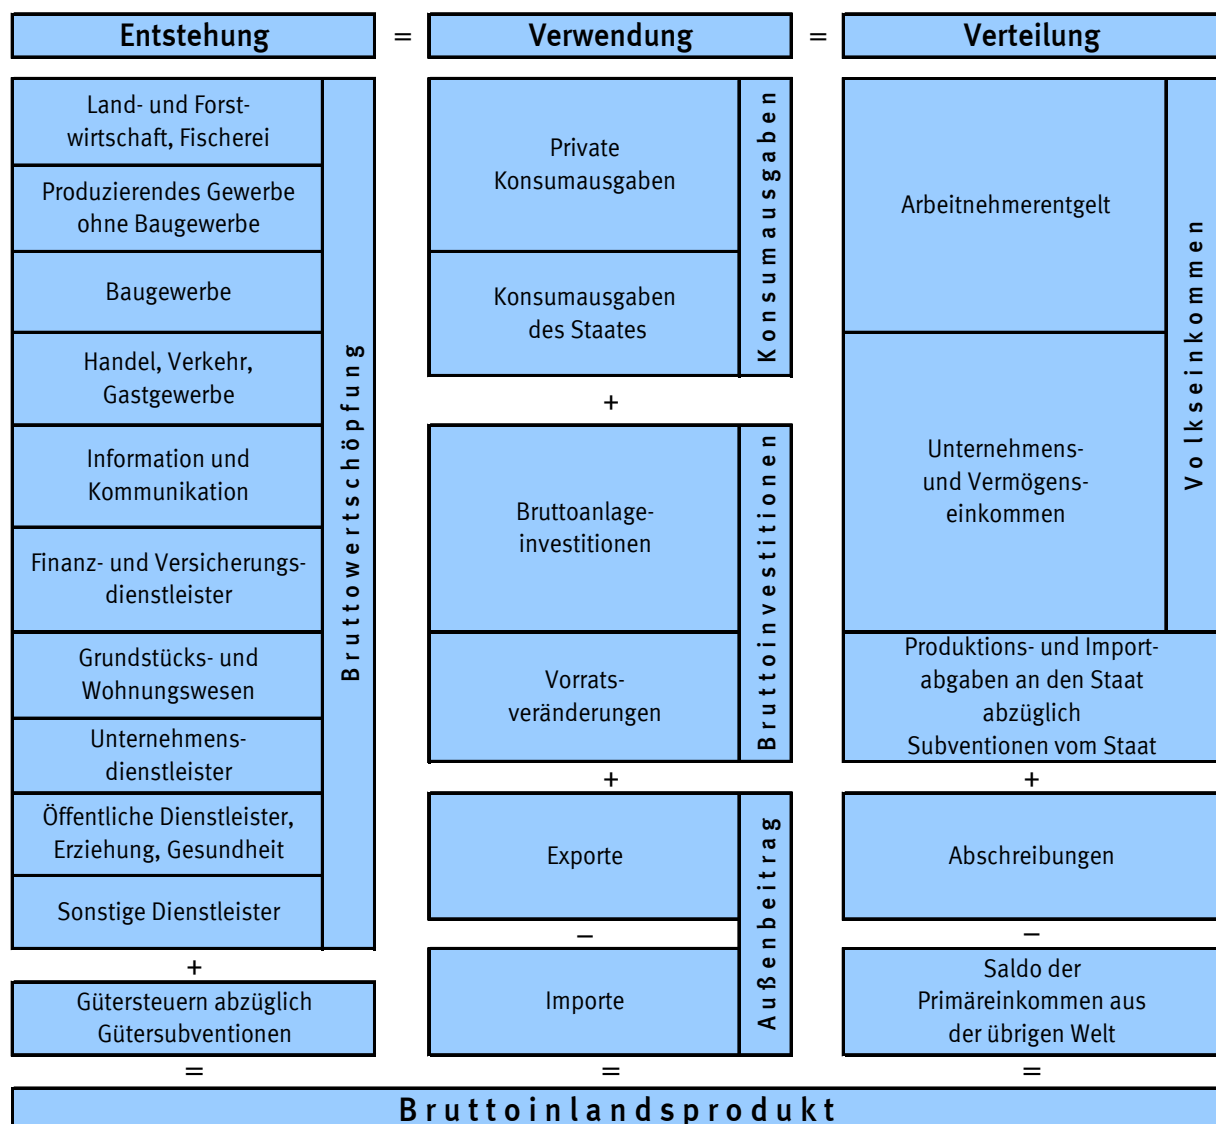 Entstehung = Verwendung = Verteilung
Land- und Forst-
wirtschaft, Fischerei
Produzierendes Gewerbe
ohne Baugewerbe
Baugewerbe
Handel, Verkehr,
Gastgewerbe
Information und
Kommunikation
Finanz- und Versicherungs-
dienstleister
Grundstücks- und
Wohnungswesen
Unternehmens-
dienstleister
Öffentliche Dienstleister,
Erziehung, Gesundheit
Sonstige Dienstleister
Bruttowertschöpfung
+
Gütersteuern abzüglich
Gütersubventionen
=
Private
Konsumausgaben
Konsumausgaben
des Staates
Konsumausgaben
+
Bruttoanlage-
investitionen
Vorrats-
veränderungen
Bruttoinvestitionen
+
Exporte
–
Importe
Außenbeitrag
=
Arbeitnehmerentgelt
Unternehmens-
und Vermögens-
einkommen
Volkseinkommen
Produktions- und Import-
abgaben an den Staat
abzüglich
Subventionen vom Staat
+
Abschreibungen
–
Saldo der
Primäreinkommen aus
der übrigen Welt
=
Bruttoinlandsprodukt